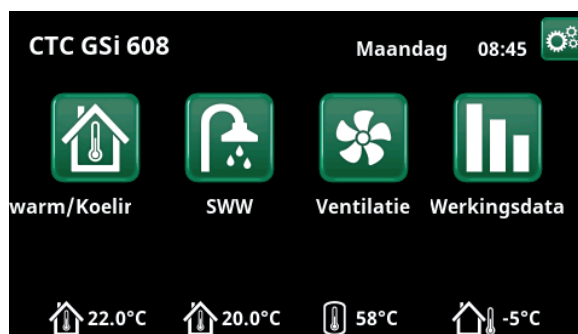 CTC GSi 608
Maandag 08:45
warm/Koelir
SWW
Ventilatie
Werkingsdata
22.0°C
20.0°C
58°C
-5°C